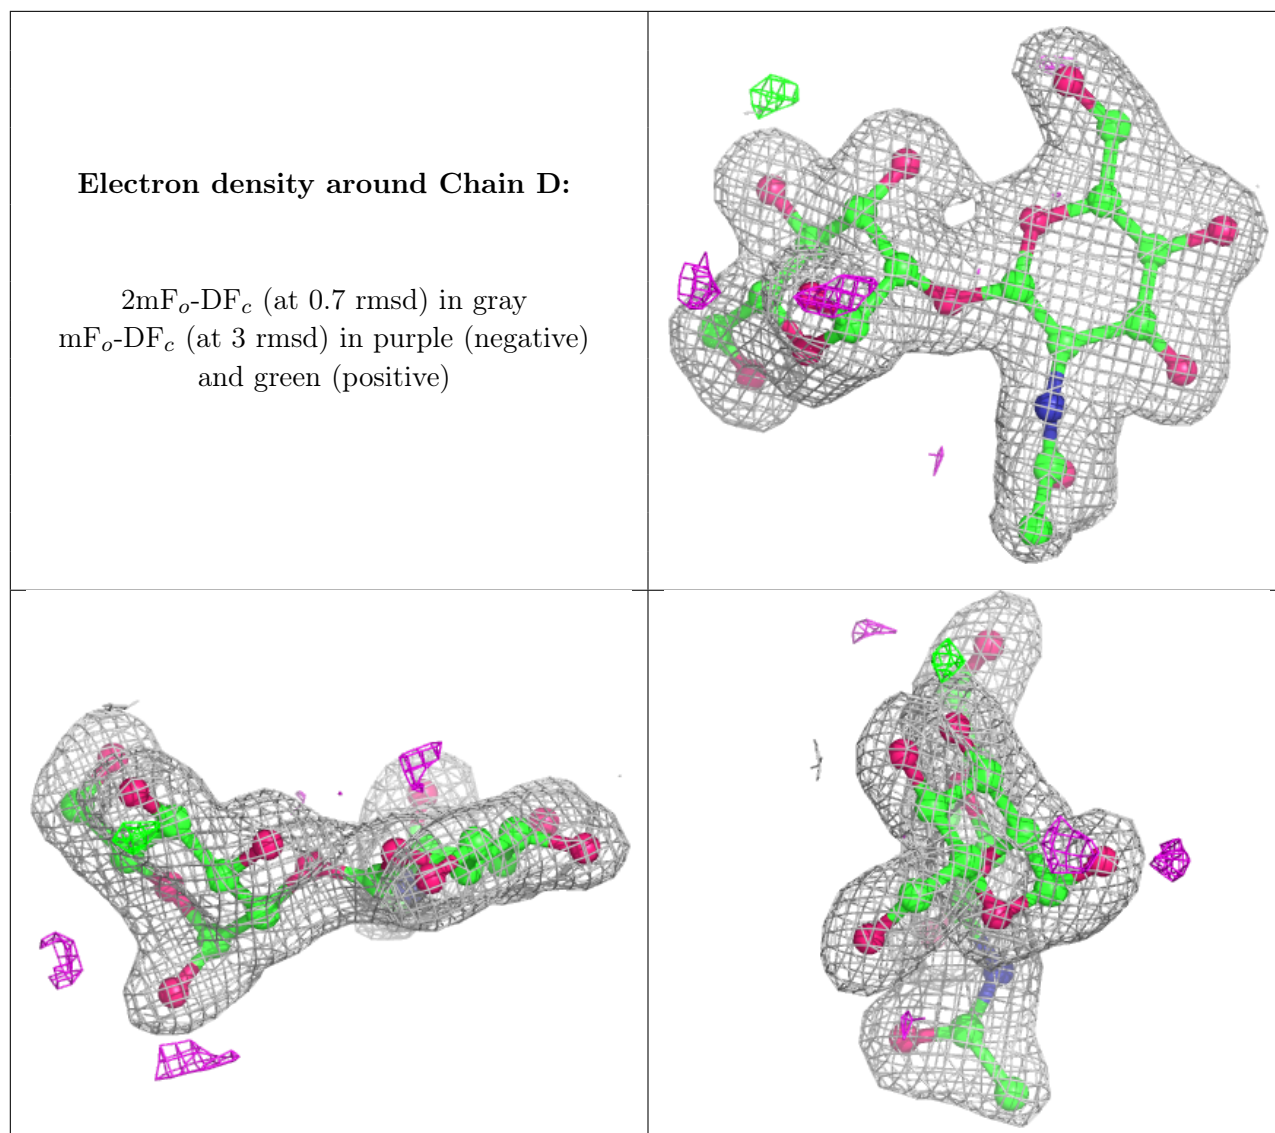 Electron density around Chain D:
2mFo-DFc (at 0.7 rmsd) in gray
mFo-DFc (at 3 rmsd) in purple (negative)
and green (positive)